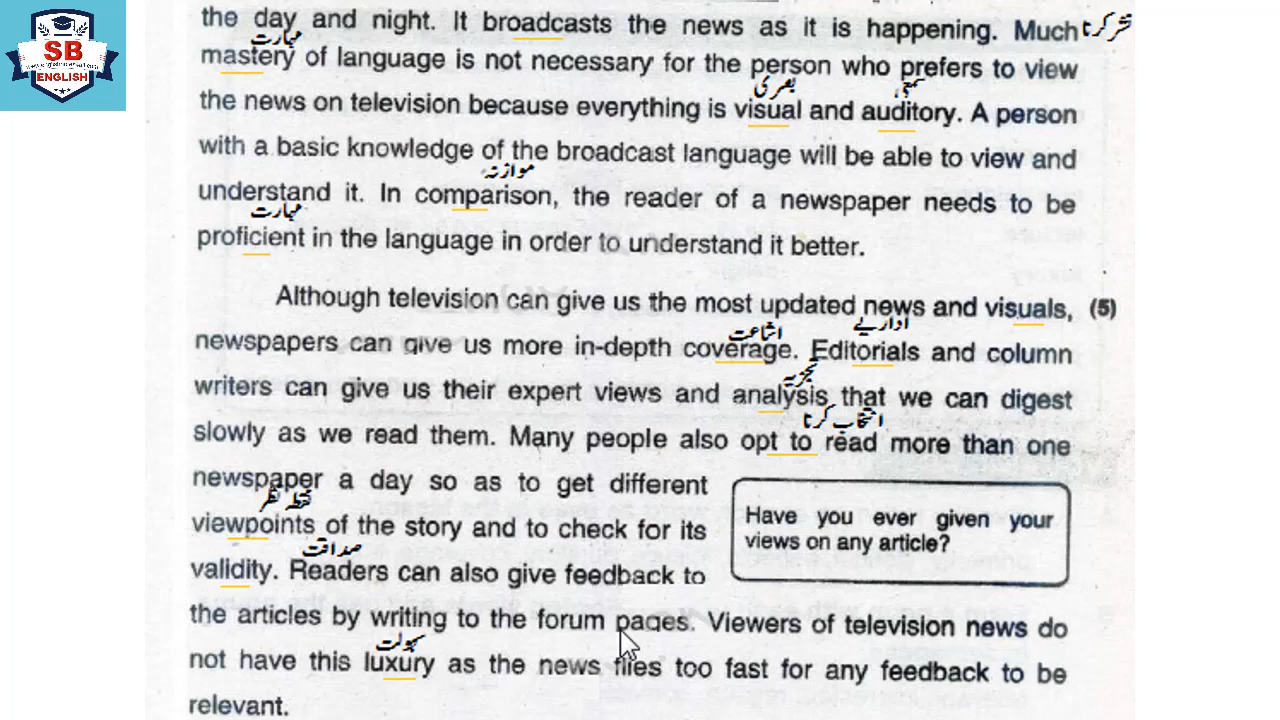 SB
ENGLISH
the day and night. It broadcasts the news as it is happening. Much نشر کرنا
مہارت
mastery of language is not necessary for the person who prefers to view
بصری سمعی
the news on television because everything is visual and auditory. A person
with a basic knowledge of the broadcast language will be able to view and
موازنہ
understand it. In comparison, the reader of a newspaper needs to be
مہارت
proficient in the language in order to understand it better.
Although television can give us the most updated news and visuals, (5)
اشاعت اداریے
newspapers can give us more in-depth coverage. Editorials and column
تجزیہ
writers can give us their expert views and analysis that we can digest
انتخاب کرنا
slowly as we read them. Many people also opt to read more than one
newspaper a day so as to get different
نقطہ نظر
viewpoints of the story and to check for its
صداقت
validity. Readers can also give feedback to
Have you ever given your
views on any article?
the articles by writing to the forum pages. Viewers of television news do
سہولت
not have this luxury as the news flies too fast for any feedback to be
relevant.